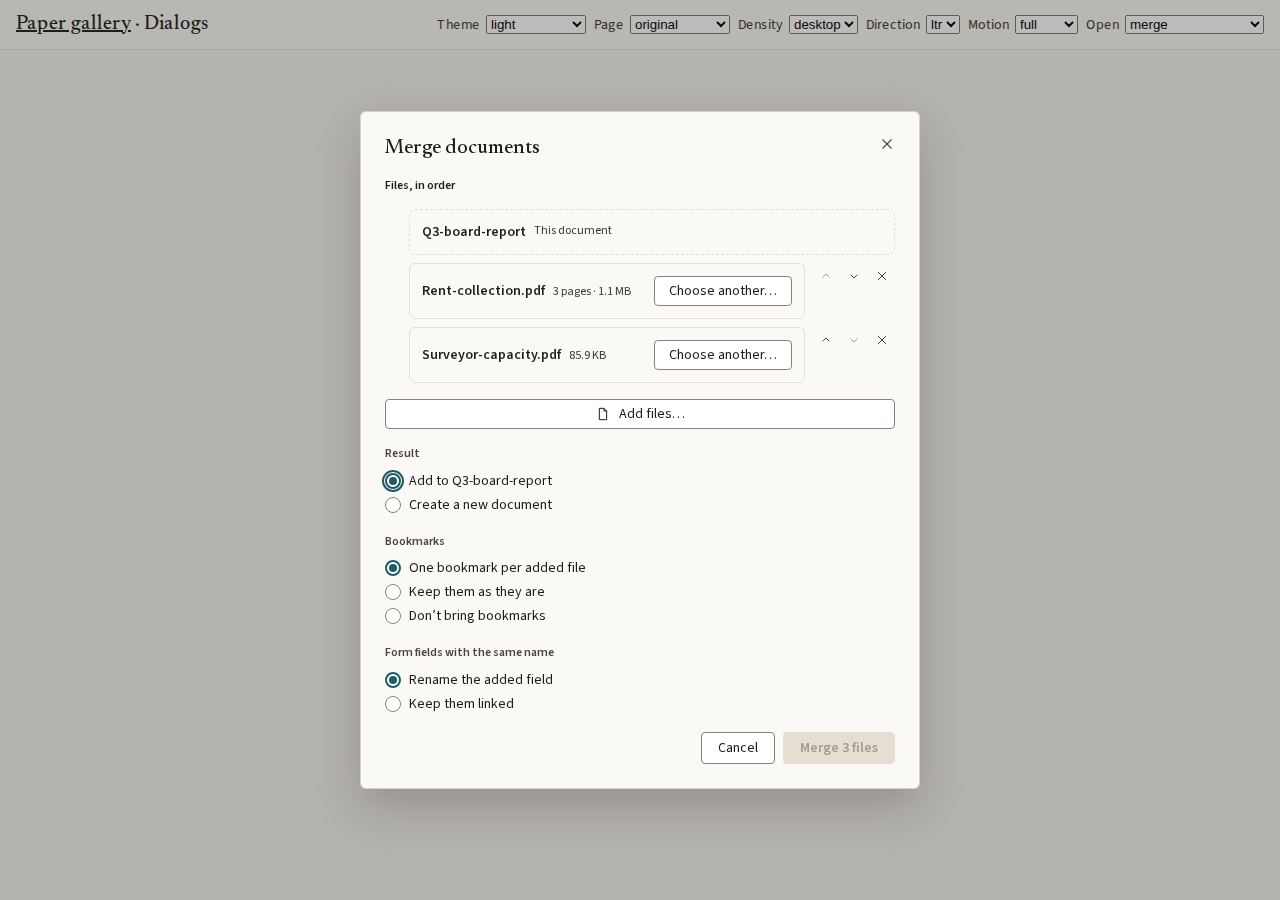 Paper gallery · Dialogs
Theme light Page original Density desktop Direction ltr Motion full Open merge
Merge documents
Files, in order
Q3-board-report This document
Rent-collection.pdf 3 pages · 1.1 MB Choose another…
Surveyor-capacity.pdf 85.9 KB Choose another…
Add files…
Result
Add to Q3-board-report
Create a new document
Bookmarks
One bookmark per added file
Keep them as they are
Don’t bring bookmarks
Form fields with the same name
Rename the added field
Keep them linked
Cancel Merge 3 files